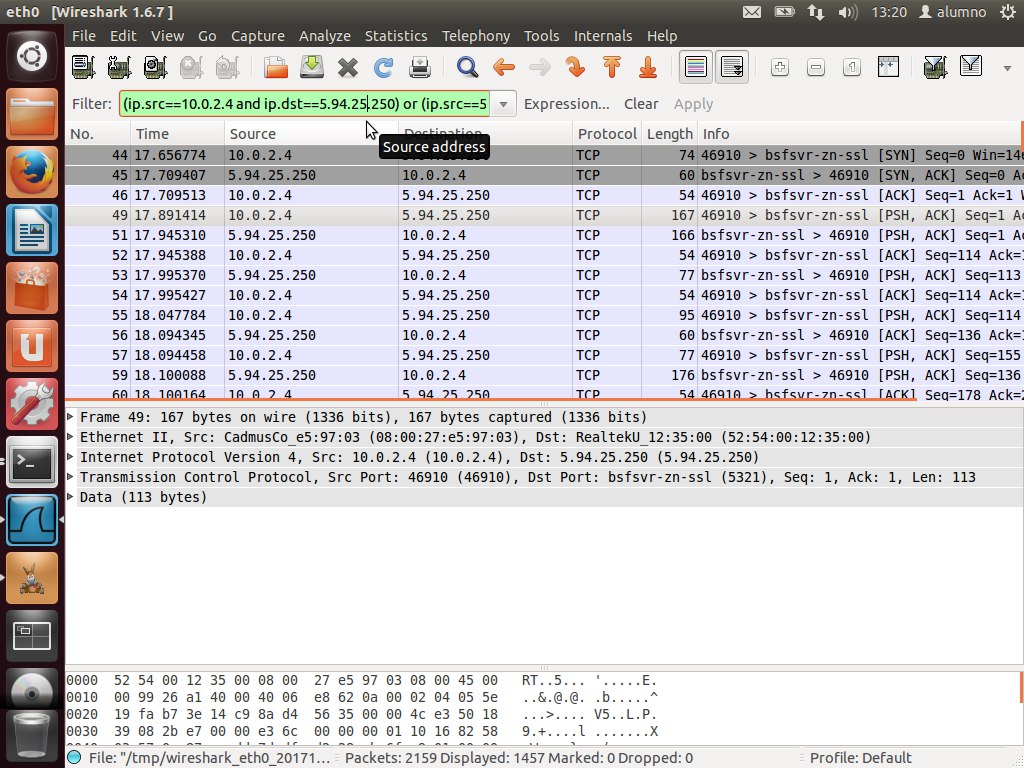 eth0 [Wireshark 1.6.7 ] 13:20 alumno
File Edit View Go Capture Analyze Statistics Telephony Tools Internals Help
Filter: (ip.src==10.0.2.4 and ip.dst==5.94.25.250) or (ip.src==5 Expression... Clear Apply
No. Time Source Destination Protocol Length Info
Source address
44 17.656774 10.0.2.4 TCP 74 46910 > bsfsvr-zn-ssl [SYN] Seq=0 Win=146
45 17.709407 5.94.25.250 10.0.2.4 TCP 60 bsfsvr-zn-ssl > 46910 [SYN, ACK] Seq=0 Ac
46 17.709513 10.0.2.4 5.94.25.250 TCP 54 46910 > bsfsvr-zn-ssl [ACK] Seq=1 Ack=1 W
49 17.891414 10.0.2.4 5.94.25.250 TCP 167 46910 > bsfsvr-zn-ssl [PSH, ACK] Seq=1 Ac
51 17.945310 5.94.25.250 10.0.2.4 TCP 166 bsfsvr-zn-ssl > 46910 [PSH, ACK] Seq=1 Ac
52 17.945388 10.0.2.4 5.94.25.250 TCP 54 46910 > bsfsvr-zn-ssl [ACK] Seq=114 Ack=1
53 17.995370 5.94.25.250 10.0.2.4 TCP 77 bsfsvr-zn-ssl > 46910 [PSH, ACK] Seq=113
54 17.995427 10.0.2.4 5.94.25.250 TCP 54 46910 > bsfsvr-zn-ssl [ACK] Seq=114 Ack=1
55 18.047784 10.0.2.4 5.94.25.250 TCP 95 46910 > bsfsvr-zn-ssl [PSH, ACK] Seq=114
56 18.094345 5.94.25.250 10.0.2.4 TCP 60 bsfsvr-zn-ssl > 46910 [ACK] Seq=136 Ack=1
57 18.094458 10.0.2.4 5.94.25.250 TCP 77 46910 > bsfsvr-zn-ssl [PSH, ACK] Seq=155
59 18.100088 5.94.25.250 10.0.2.4 TCP 176 bsfsvr-zn-ssl > 46910 [PSH, ACK] Seq=136
60 18.100164 10.0.2.4 5.94.25.250 TCP 54 46910 > bsfsvr-zn-ssl [ACK] Seq=178 Ack=2
Frame 49: 167 bytes on wire (1336 bits), 167 bytes captured (1336 bits)
Ethernet II, Src: CadmusCo_e5:97:03 (08:00:27:e5:97:03), Dst: RealtekU_12:35:00 (52:54:00:12:35:00)
Internet Protocol Version 4, Src: 10.0.2.4 (10.0.2.4), Dst: 5.94.25.250 (5.94.25.250)
Transmission Control Protocol, Src Port: 46910 (46910), Dst Port: bsfsvr-zn-ssl (5321), Seq: 1, Ack: 1, Len: 113
Data (113 bytes)
0000 52 54 00 12 35 00 08 00 27 e5 97 03 08 00 45 00 RT..5... '.....E.
0010 00 99 26 a1 40 00 40 06 e8 62 0a 00 02 04 05 5e ..&.@.@. .b.....^
0020 19 fa b7 3e 14 c9 8a d4 56 35 00 00 4c e3 50 18 ...>.... V5..L.P.
0030 39 08 2b e7 00 00 e3 6c 00 00 00 01 10 16 82 58 9.+....l .......X
File: "/tmp/wireshark_eth0_20171... Packets: 2159 Displayed: 1457 Marked: 0 Dropped: 0 Profile: Default